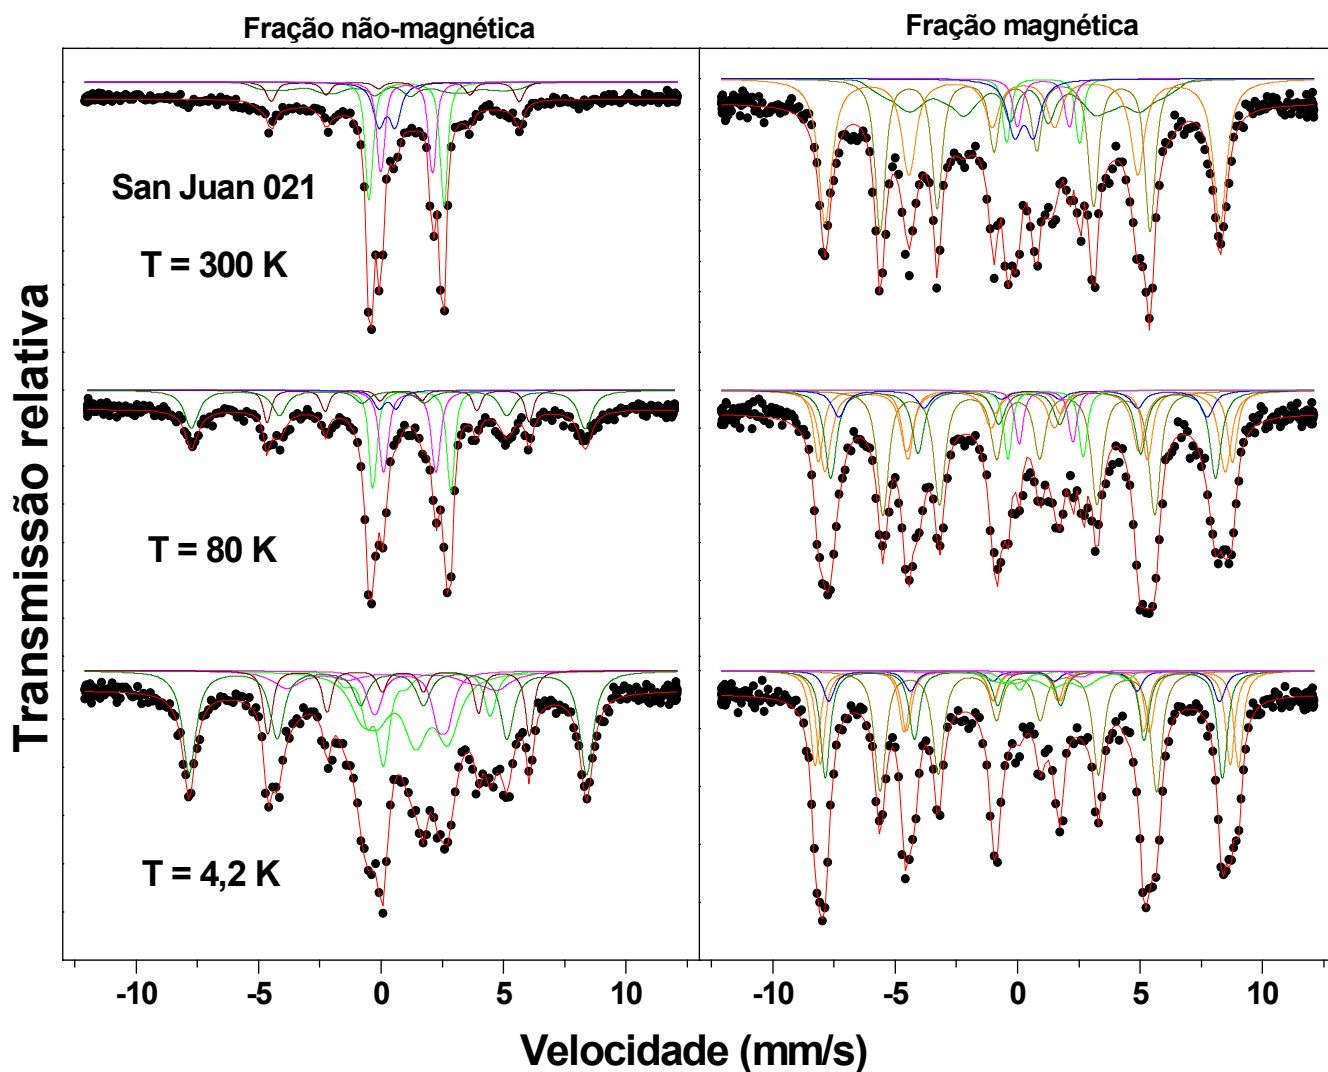 Fração não-magnética
Fração magnética
San Juan 021
T = 300 K
T = 80 K
T = 4,2 K
Transmissão relativa
-10 -5 0 5 10
-10 -5 0 5 10
Velocidade (mm/s)